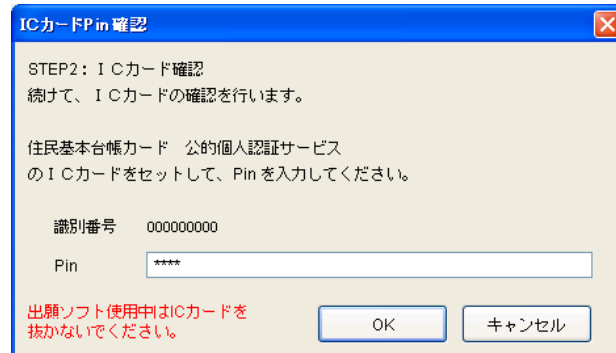 ICカードPin 確認
STEP2: ICカード確認
続けて、ICカードの確認を行います。
住民基本台帳カード　公的個人認証サービス
のICカードをセットして、Pin を入力してください。
識別番号　000000000
Pin　****
出願ソフト使用中はICカードを
抜かないでください。
OK　キャンセル